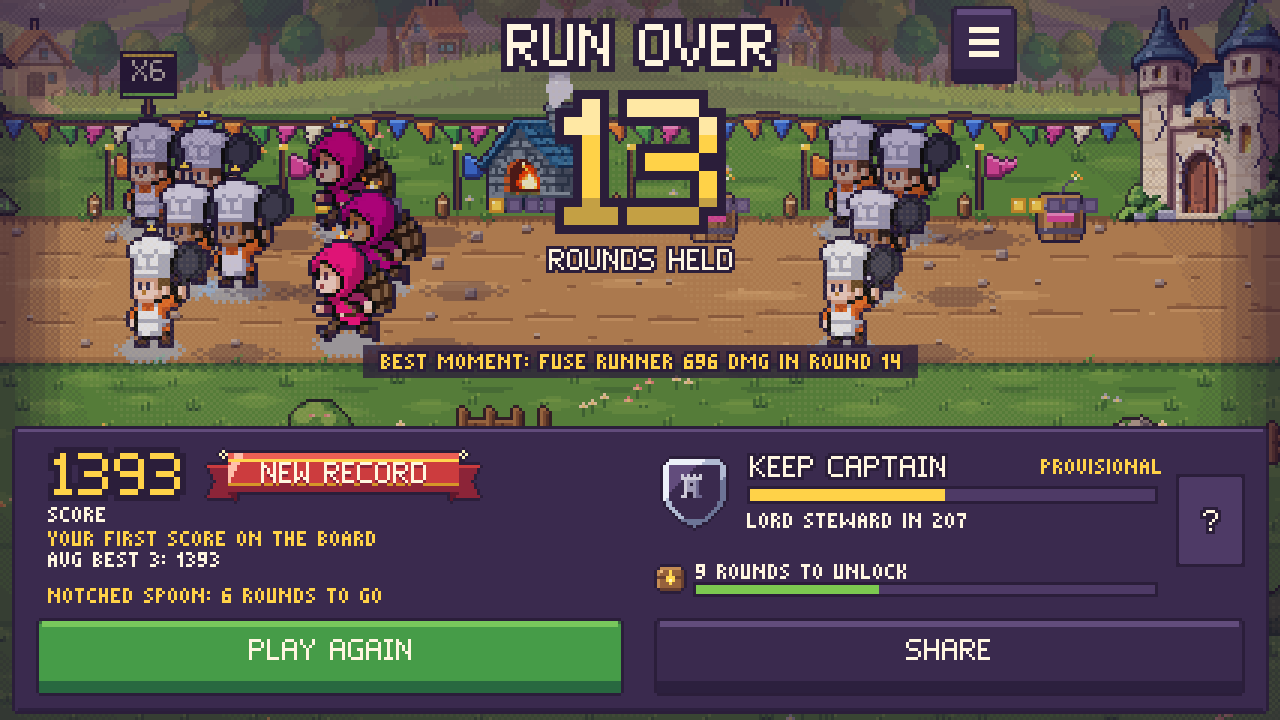 RUN OVER
X6
13
ROUNDS HELD
BEST MOMENT: FUSE RUNNER 696 DMG IN ROUND 14
1393
NEW RECORD
SCORE
YOUR FIRST SCORE ON THE BOARD
AVG BEST 3: 1393
NOTCHED SPOON: 6 ROUNDS TO GO
KEEP CAPTAIN
PROVISIONAL
LORD STEWARD IN 207
?
9 ROUNDS TO UNLOCK
PLAY AGAIN
SHARE